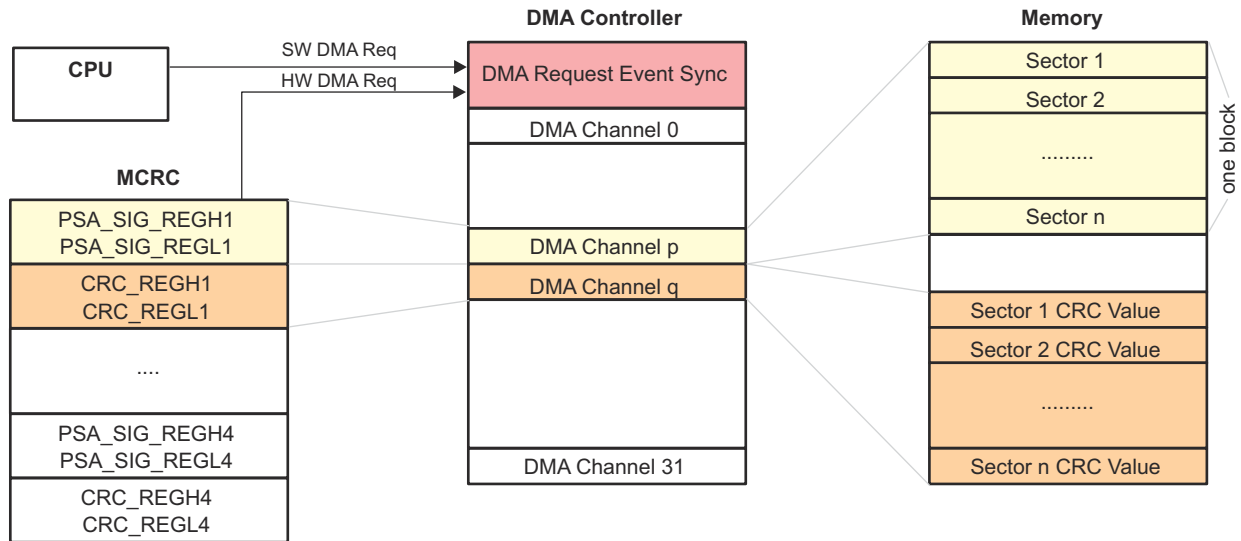 DMA Controller
Memory
SW DMA Req
CPU
HW DMA Req
DMA Request Event Sync
DMA Channel 0
MCRC
PSA_SIG_REGH1
PSA_SIG_REGL1
CRC_REGH1
CRC_REGL1
....
PSA_SIG_REGH4
PSA_SIG_REGL4
CRC_REGH4
CRC_REGL4
DMA Channel p
DMA Channel q
DMA Channel 31
Sector 1
Sector 2
.........
Sector n
one block
Sector 1 CRC Value
Sector 2 CRC Value
.........
Sector n CRC Value